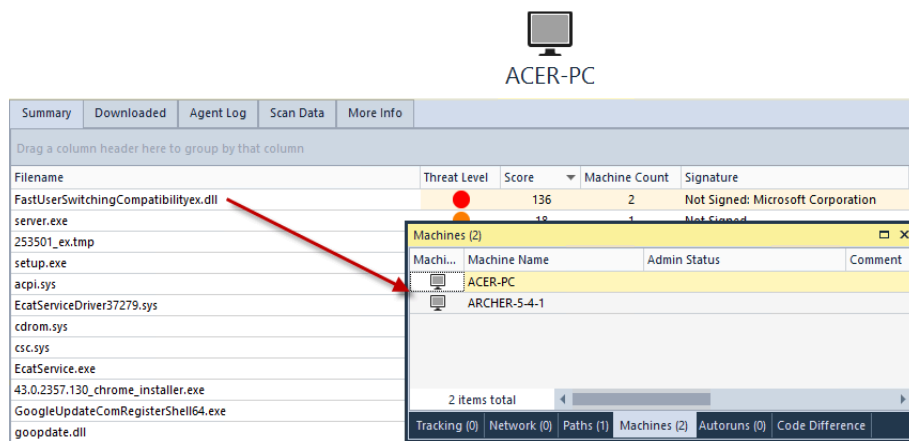 ACER-PC
Summary Downloaded Agent Log Scan Data More Info
Drag a column header here to group by that column
Filename Threat Level Score Machine Count Signature
FastUserSwitchingCompatibilityex.dll 136 2 Not Signed: Microsoft Corporation
server.exe 18 1 Not Signed
253501_ex.tmp
setup.exe
acpi.sys
EcatServiceDriver37279.sys
cdrom.sys
csc.sys
EcatService.exe
43.0.2357.130_chrome_installer.exe
GoogleUpdateComRegisterShell64.exe
goopdate.dll
Machines (2)
Machi... Machine Name Admin Status Comment
ACER-PC
ARCHER-5-4-1
2 items total
Tracking (0) Network (0) Paths (1) Machines (2) Autoruns (0) Code Difference